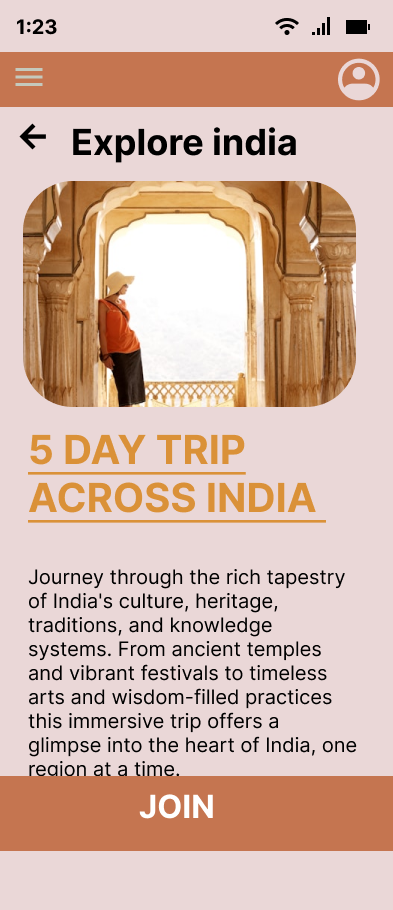 1:23
Explore india
5 DAY TRIP
ACROSS INDIA
Journey through the rich tapestry
of India's culture, heritage,
traditions, and knowledge
systems. From ancient temples
and vibrant festivals to timeless
arts and wisdom-filled practices
this immersive trip offers a
glimpse into the heart of India, one
region at a time.
JOIN